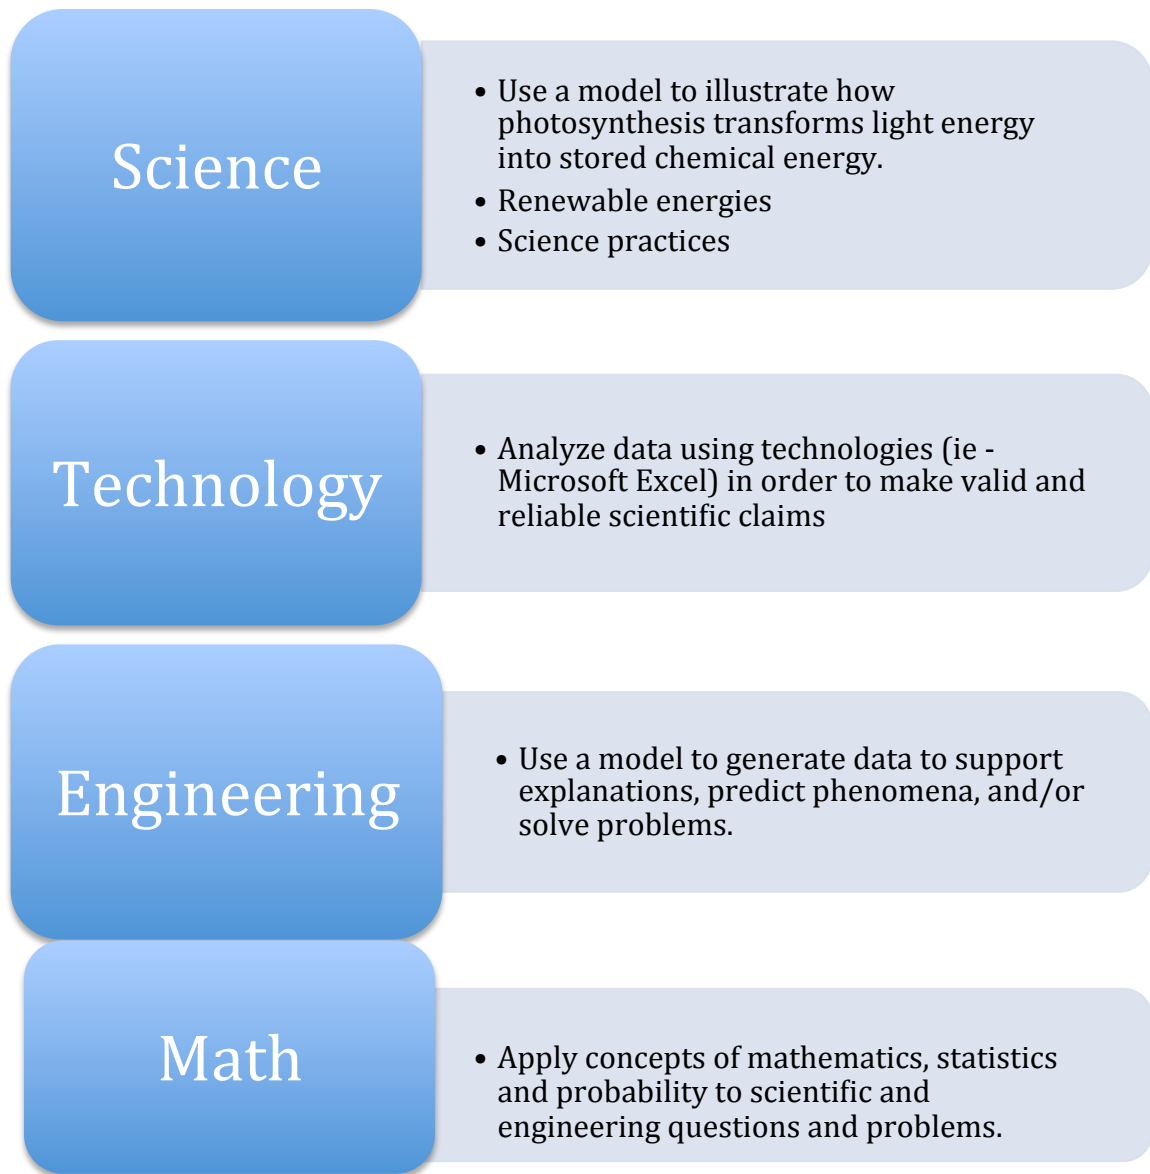 Science
• Use a model to illustrate how
photosynthesis transforms light energy
into stored chemical energy.
• Renewable energies
• Science practices
Technology
• Analyze data using technologies (ie -
Microsoft Excel) in order to make valid and
reliable scientific claims
Engineering
• Use a model to generate data to support
explanations, predict phenomena, and/or
solve problems.
Math
• Apply concepts of mathematics, statistics
and probability to scientific and
engineering questions and problems.